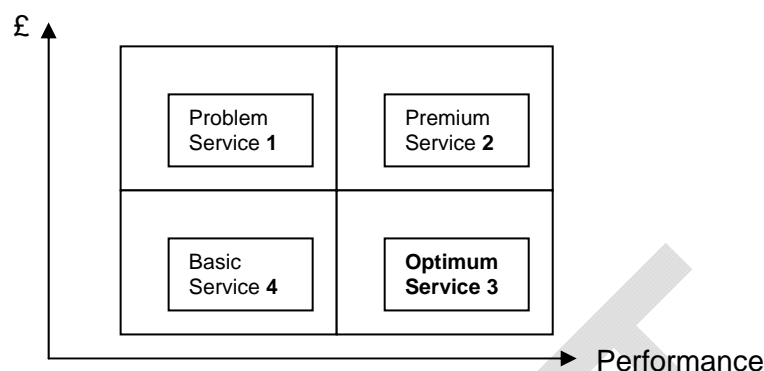 £
Problem
Service 1
Premium
Service 2
Basic
Service 4
Optimum
Service 3
Performance